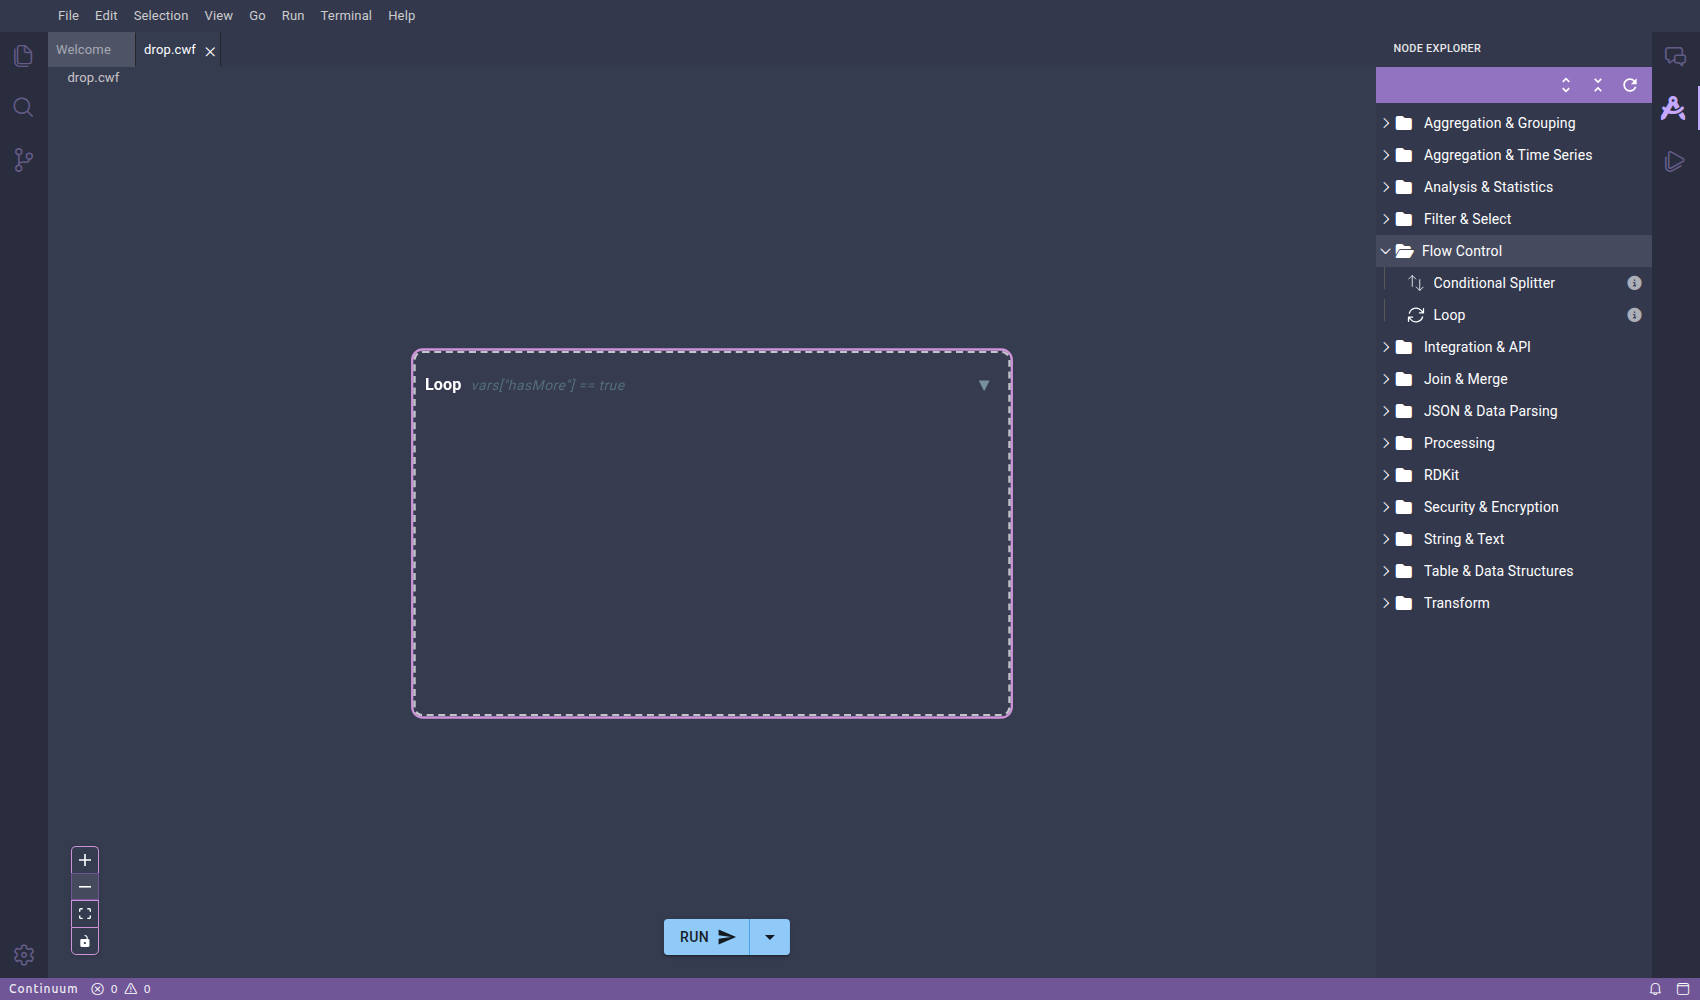 File Edit Selection View Go Run Terminal Help
Welcome drop.cwf
drop.cwf
Loop vars["hasMore"] == true
RUN
NODE EXPLORER
Aggregation & Grouping
Aggregation & Time Series
Analysis & Statistics
Filter & Select
Flow Control
Conditional Splitter
Loop
Integration & API
Join & Merge
JSON & Data Parsing
Processing
RDKit
Security & Encryption
String & Text
Table & Data Structures
Transform
Continuum 0 0